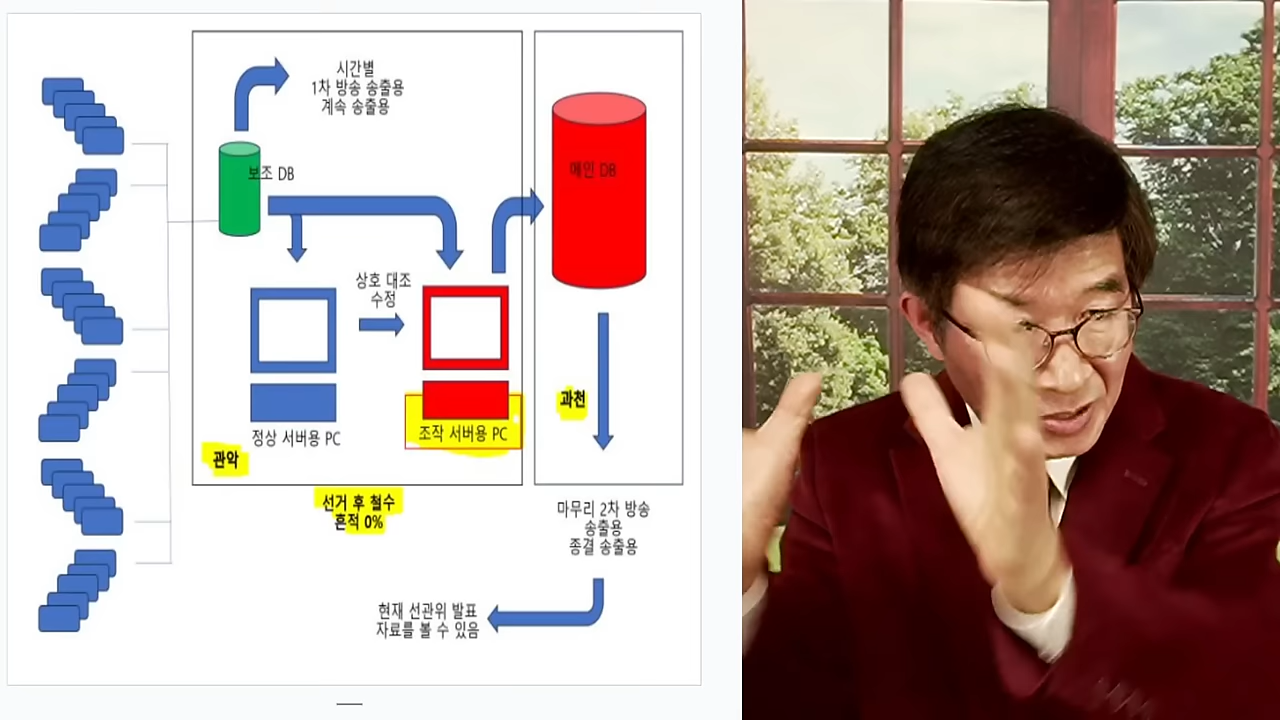 시간별
1차 방송 송출용
계속 송출용
보조 DB
메인 DB
상호 대조
수정
정상 서버용 PC
조작 서버용 PC
관악
과천
선거 후 철수
흔적 0%
마무리 2차 방송
송출용
종결 송출용
현재 선관위 발표
자료를 볼 수 있음